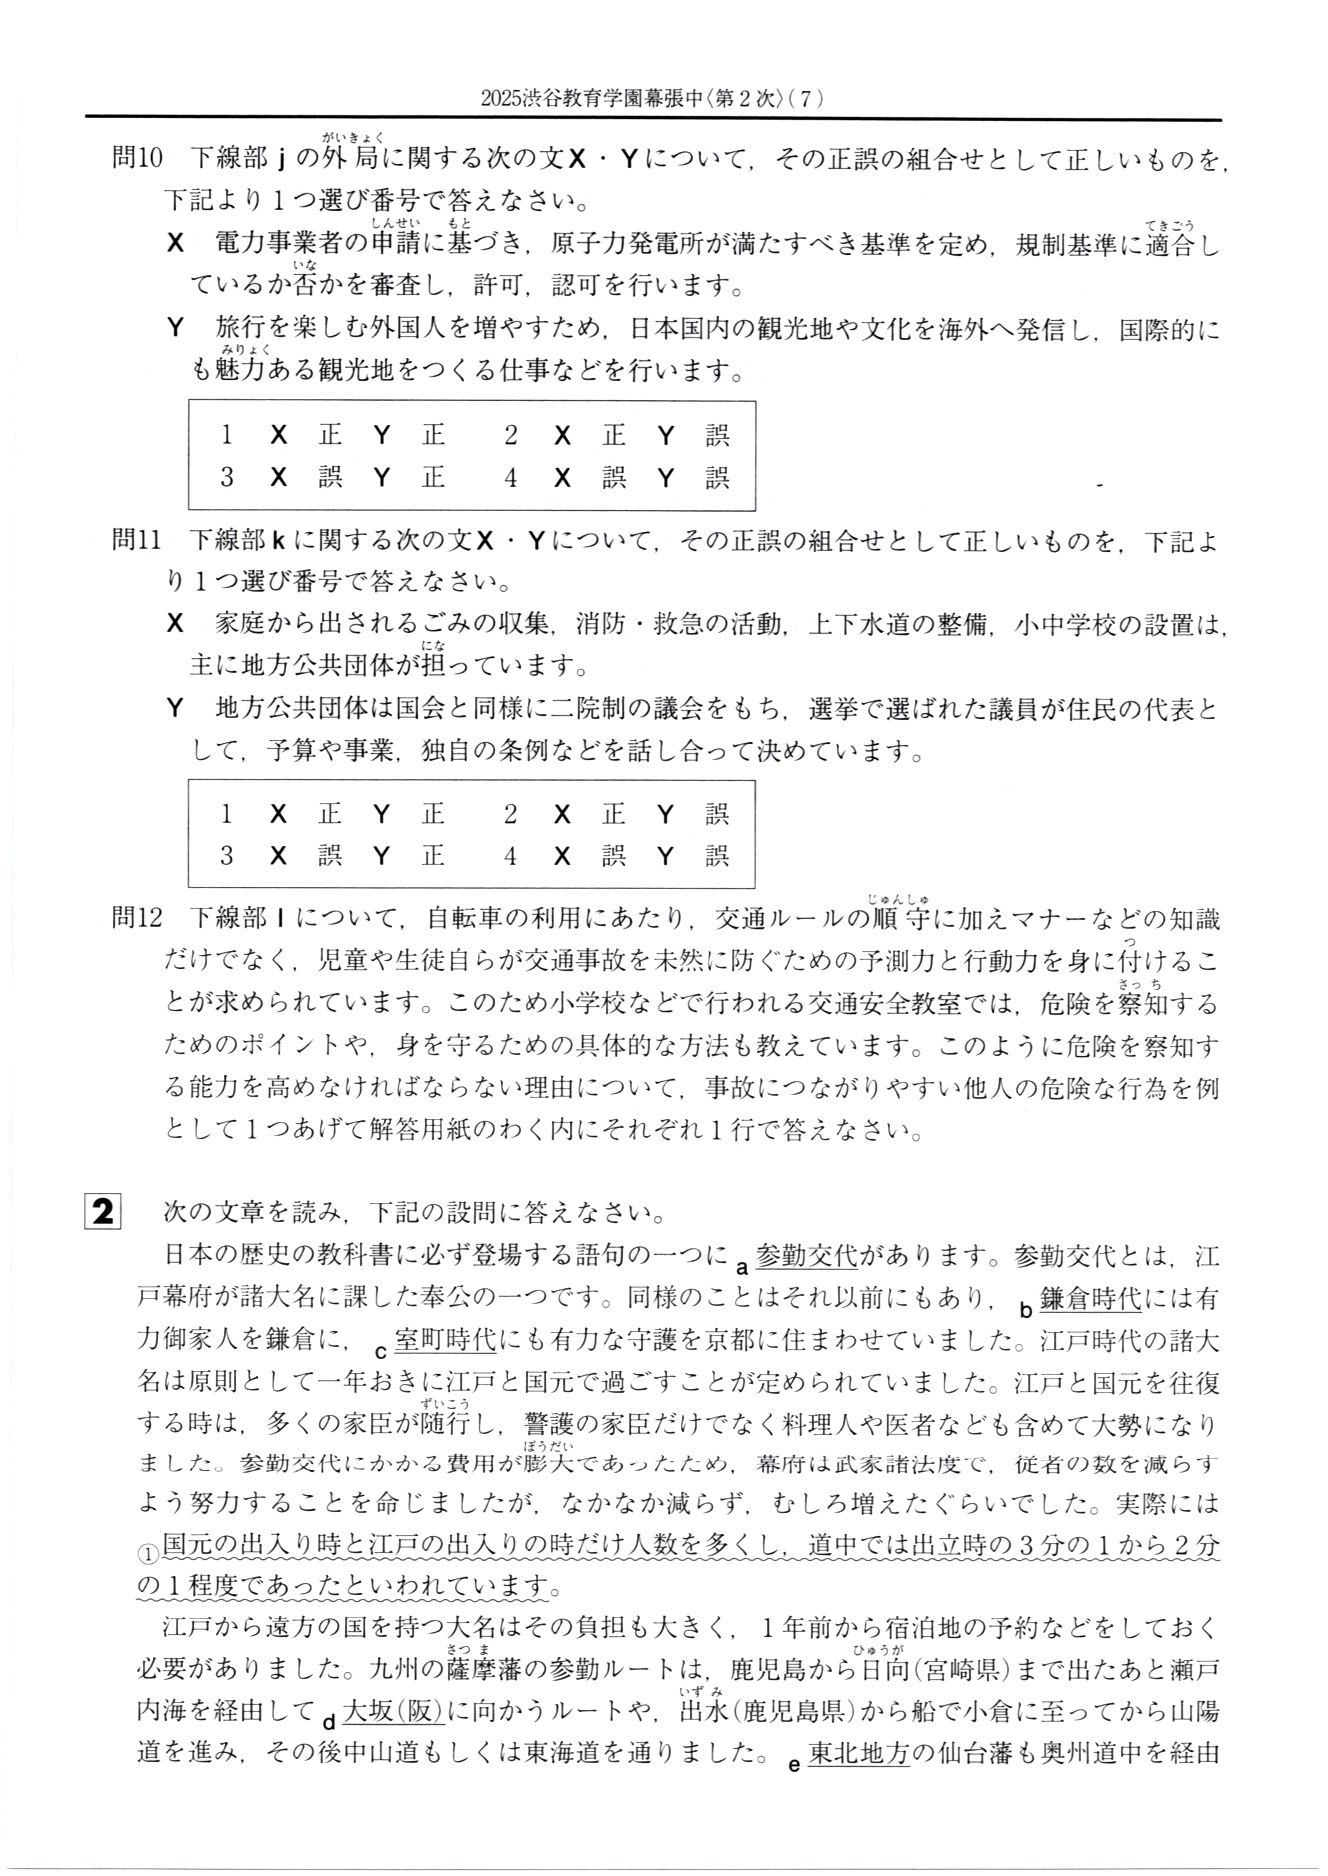 2025渋谷教育学園幕張中〈第２次〉(７)
問10　下線部 j の外局に関する次の文X・Yについて，その正誤の組合せとして正しいものを，
下記より１つ選び番号で答えなさい。
X　電力事業者の申請に基づき，原子力発電所が満たすべき基準を定め，規制基準に適合し
ているか否かを審査し，許可，認可を行います。
Y　旅行を楽しむ外国人を増やすため，日本国内の観光地や文化を海外へ発信し，国際的に
も魅力ある観光地をつくる仕事などを行います。
1　X　正　Y　正　　2　X　正　Y　誤
3　X　誤　Y　正　　4　X　誤　Y　誤
問11　下線部 k に関する次の文X・Yについて，その正誤の組合せとして正しいものを，下記よ
り１つ選び番号で答えなさい。
X　家庭から出されるごみの収集，消防・救急の活動，上下水道の整備，小中学校の設置は，
主に地方公共団体が担っています。
Y　地方公共団体は国会と同様に二院制の議会をもち，選挙で選ばれた議員が住民の代表と
して，予算や事業，独自の条例などを話し合って決めています。
1　X　正　Y　正　　2　X　正　Y　誤
3　X　誤　Y　正　　4　X　誤　Y　誤
問12　下線部 l について，自転車の利用にあたり，交通ルールの順守に加えマナーなどの知識
だけでなく，児童や生徒自らが交通事故を未然に防ぐための予測力と行動力を身に付けるこ
とが求められています。このため小学校などで行われる交通安全教室では，危険を察知する
ためのポイントや，身を守るための具体的な方法も教えています。このように危険を察知す
る能力を高めなければならない理由について，事故につながりやすい他人の危険な行為を例
として１つあげて解答用紙のわく内にそれぞれ１行で答えなさい。
2　次の文章を読み，下記の設問に答えなさい。
日本の歴史の教科書に必ず登場する語句の一つに a 参勤交代があります。参勤交代とは，江
戸幕府が諸大名に課した奉公の一つです。同様のことはそれ以前にもあり， b 鎌倉時代には有
力御家人を鎌倉に， c 室町時代にも有力な守護を京都に住まわせていました。江戸時代の諸大
名は原則として一年おきに江戸と国元で過ごすことが定められていました。江戸と国元を往復
する時は，多くの家臣が随行し，警護の家臣だけでなく料理人や医者なども含めて大勢になり
ました。参勤交代にかかる費用が膨大であったため，幕府は武家諸法度で，従者の数を減らす
よう努力することを命じましたが，なかなか減らず，むしろ増えたぐらいでした。実際には
①国元の出入り時と江戸の出入りの時だけ人数を多くし，道中では出立時の３分の１から２分
の１程度であったといわれています。
江戸から遠方の国を持つ大名はその負担も大きく，１年前から宿泊地の予約などをしておく
必要がありました。九州の薩摩藩の参勤ルートは，鹿児島から日向(宮崎県)まで出たあと瀬戸
内海を経由して d 大坂(阪)に向かうルートや，出水(鹿児島県)から船で小倉に至ってから山陽
道を進み，その後中山道もしくは東海道を通りました。 e 東北地方の仙台藩も奥州道中を経由